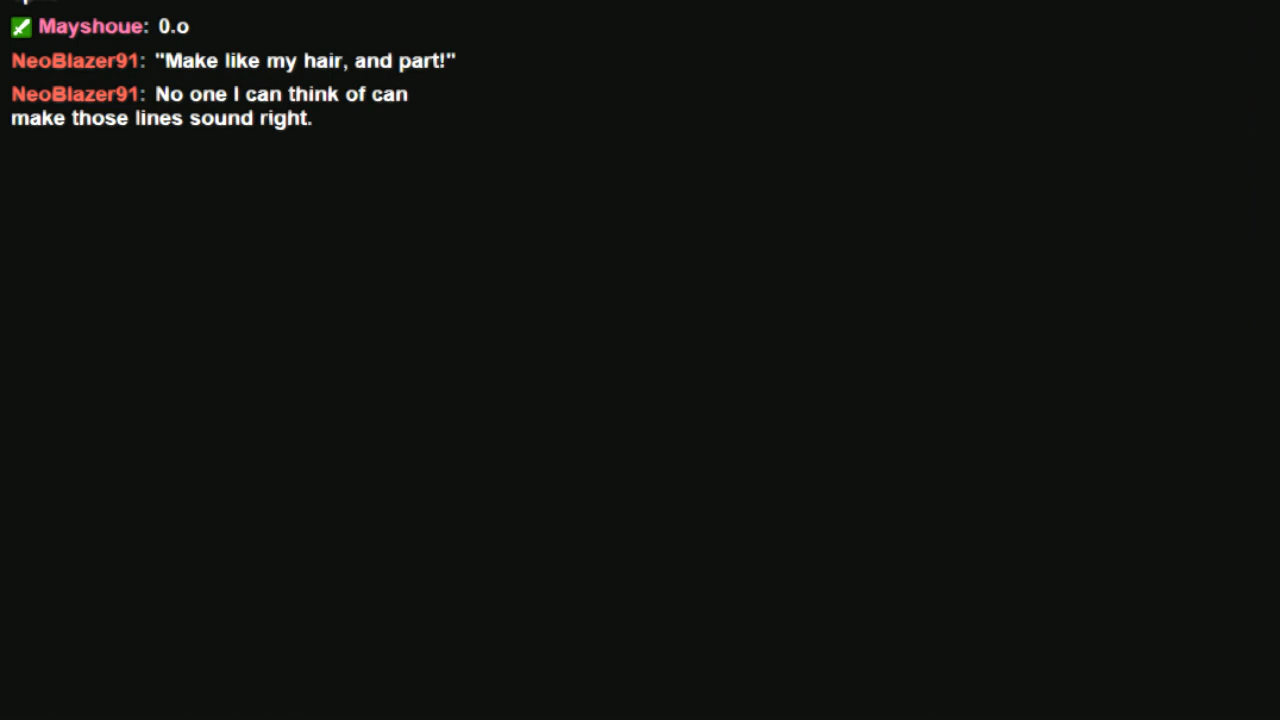 Mayshoue: 0.o
NeoBlazer91: "Make like my hair, and part!"
NeoBlazer91: No one I can think of can
make those lines sound right.